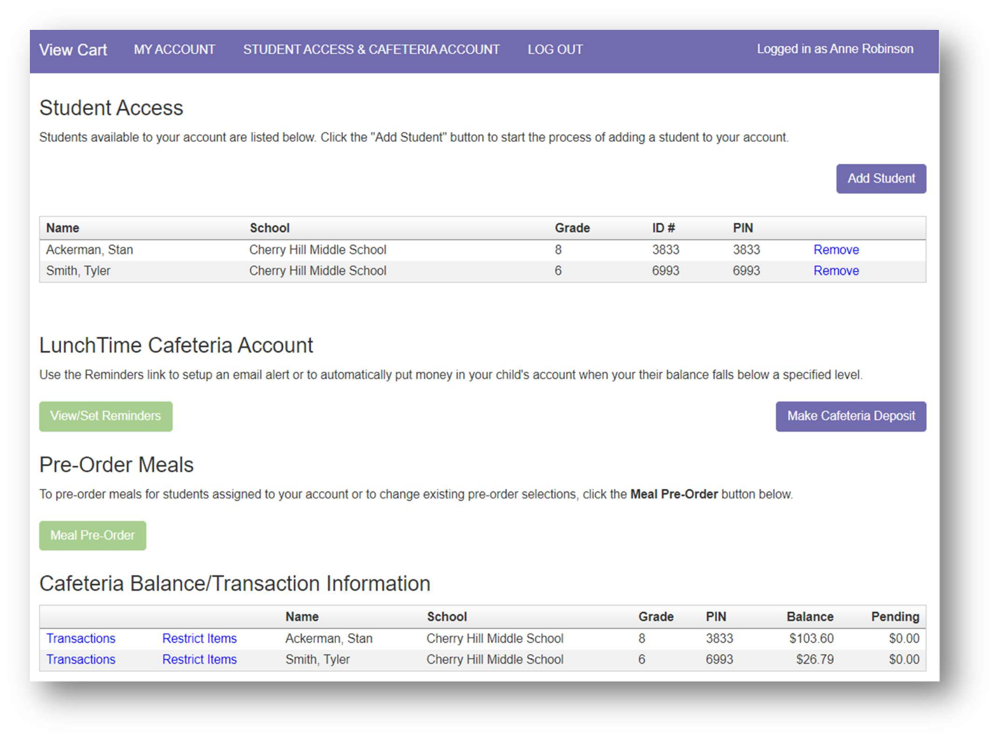 View Cart MY ACCOUNT STUDENT ACCESS & CAFETERIA ACCOUNT LOG OUT Logged in as Anne Robinson
Student Access
Students available to your account are listed below. Click the "Add Student" button to start the process of adding a student to your account.
Add Student
Name School Grade ID # PIN
Ackerman, Stan Cherry Hill Middle School 8 3833 3833 Remove
Smith, Tyler Cherry Hill Middle School 6 6993 6993 Remove
LunchTime Cafeteria Account
Use the Reminders link to setup an email alert or to automatically put money in your child's account when your their balance falls below a specified level.
View/Set Reminders Make Cafeteria Deposit
Pre-Order Meals
To pre-order meals for students assigned to your account or to change existing pre-order selections, click the Meal Pre-Order button below.
Meal Pre-Order
Cafeteria Balance/Transaction Information
Name School Grade PIN Balance Pending
Transactions Restrict Items Ackerman, Stan Cherry Hill Middle School 8 3833 $103.60 $0.00
Transactions Restrict Items Smith, Tyler Cherry Hill Middle School 6 6993 $26.79 $0.00